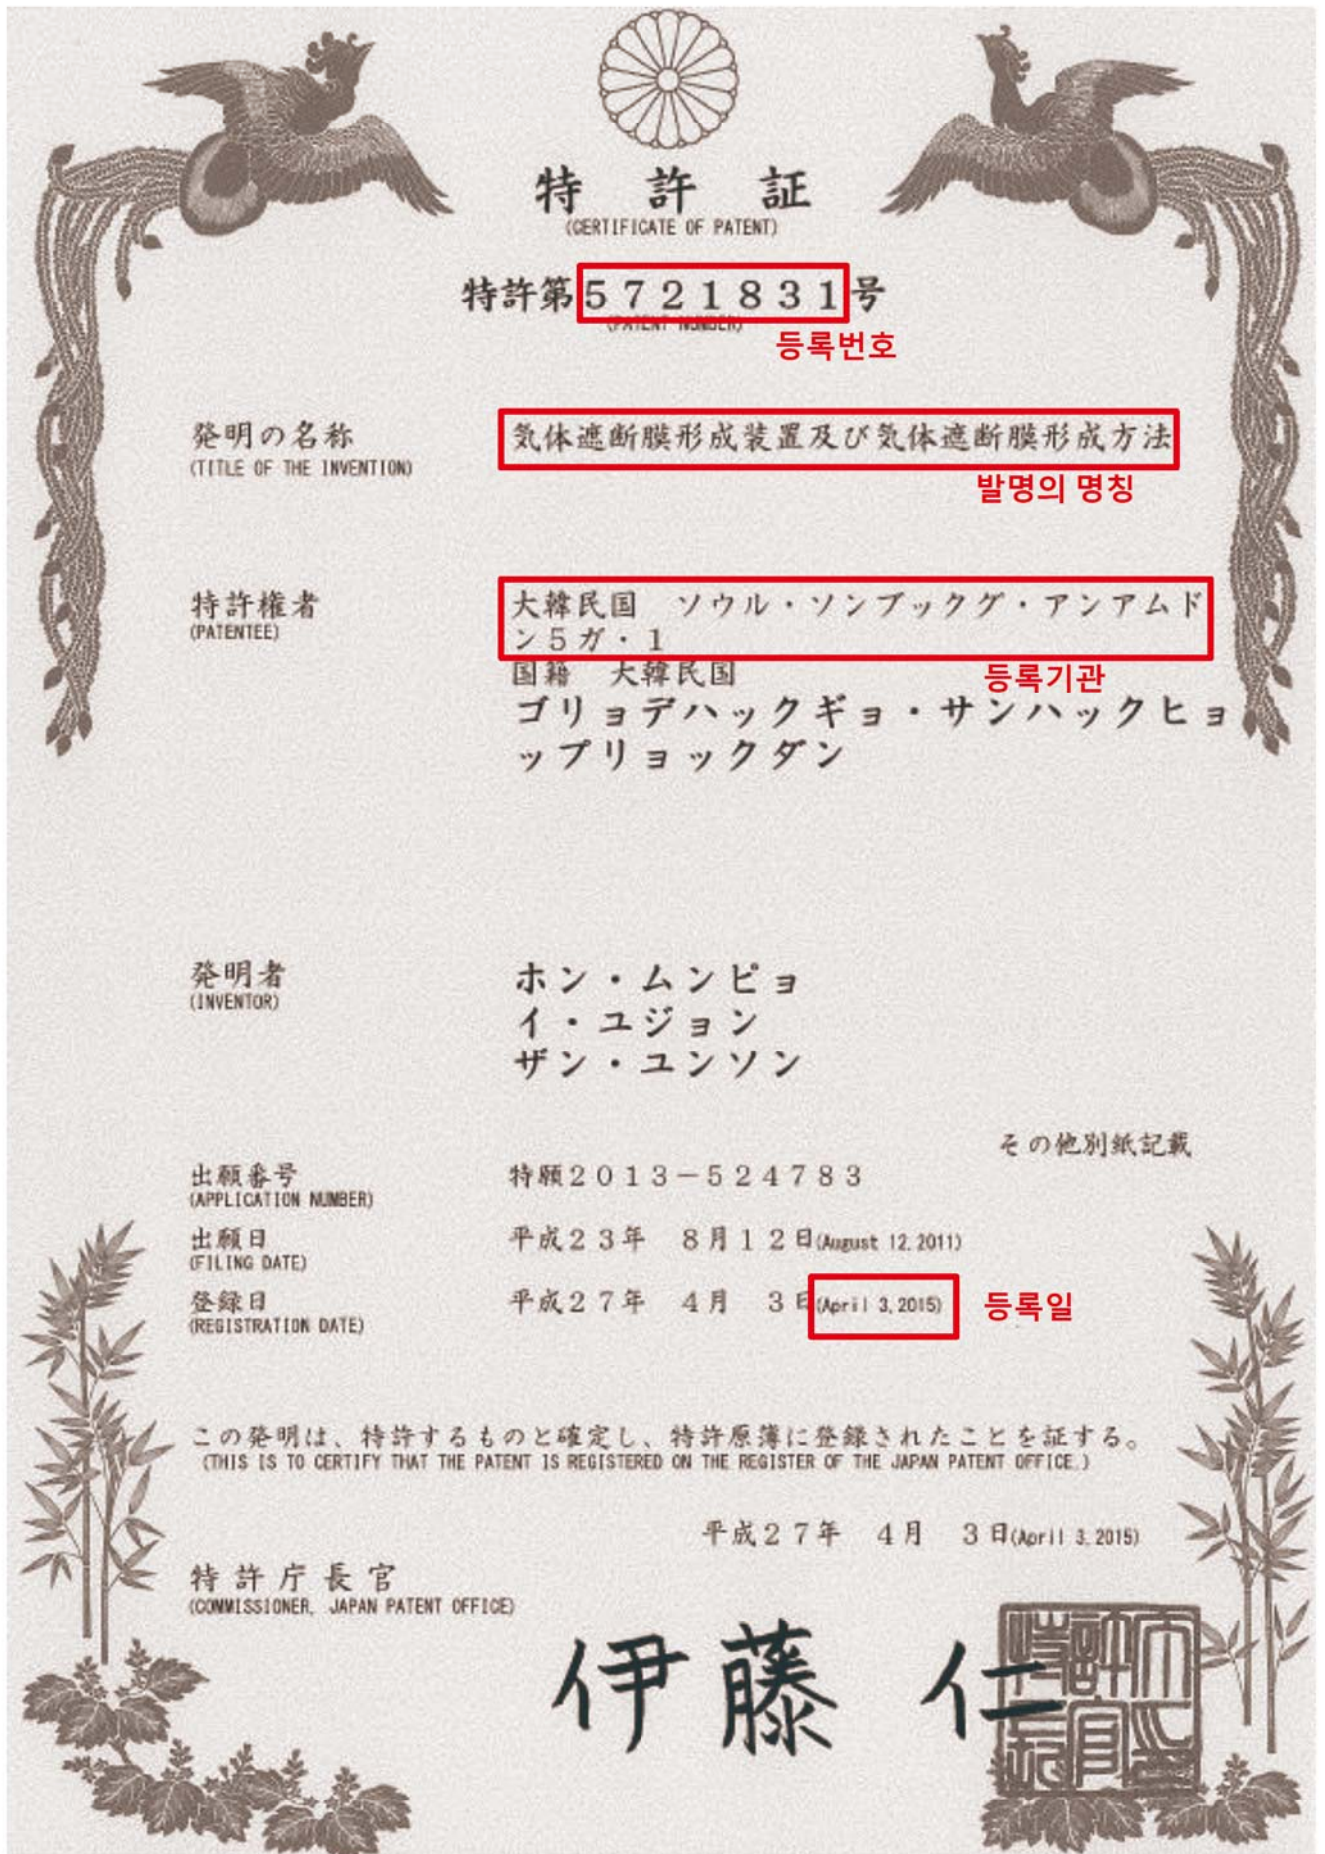 特許証
(CERTIFICATE OF PATENT)
特許第5721831号
(PATENT NUMBER)
등록번호
発明の名称
(TITLE OF THE INVENTION)
気体遮断膜形成装置及び気体遮断膜形成方法
발명의 명칭
特許権者
(PATENTEE)
大韓民国　ソウル・ソンブックグ・アンアムド
ン5ガ・1
国籍　大韓民国
등록기관
ゴリョデハックギョ・サンハックヒョ
ップリョックダン
発明者
(INVENTOR)
ホン・ムンピョ
イ・ユジョン
ザン・ユンソン
その他別紙記載
出願番号
(APPLICATION NUMBER)
特願2013-524783
出願日
(FILING DATE)
平成23年　8月12日(August 12, 2011)
登録日
(REGISTRATION DATE)
平成27年　4月　3日(April 3, 2015)
등록일
この発明は、特許するものと確定し、特許原簿に登録されたことを証する。
(THIS IS TO CERTIFY THAT THE PATENT IS REGISTERED ON THE REGISTER OF THE JAPAN PATENT OFFICE.)
平成27年　4月　3日(April 3, 2015)
特許庁長官
(COMMISSIONER, JAPAN PATENT OFFICE)
伊藤　仁